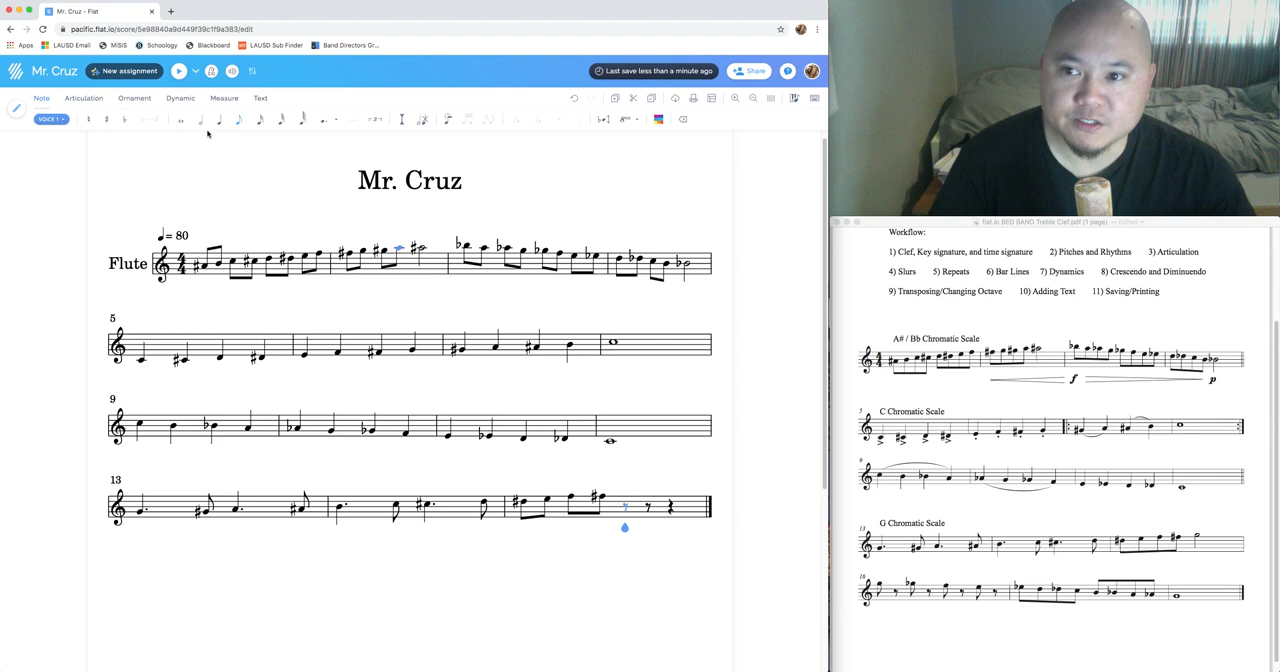 Mr. Cruz - Flat
pacific.flat.io/score/5e98840a9d449f39c1f9a383/edit
Apps LAUSD Email MiSiS Schoology Blackboard LAUSD Sub Finder Band Directors Gr...
Mr. Cruz New assignment Last save less than a minute ago Share
Note Articulation Ornament Dynamic Measure Text
VOICE 1
Mr. Cruz
= 80
Flute
5
9
13
flat.io BEG BAND Treble Clef.pdf (1 page) — Edited
Workflow:
1) Clef, Key signature, and time signature 2) Pitches and Rhythms 3) Articulation
4) Slurs 5) Repeats 6) Bar Lines 7) Dynamics 8) Crescendo and Diminuendo
9) Transposing/Changing Octave 10) Adding Text 11) Saving/Printing
A# / Bb Chromatic Scale
f p
5 C Chromatic Scale
9
13 G Chromatic Scale
16